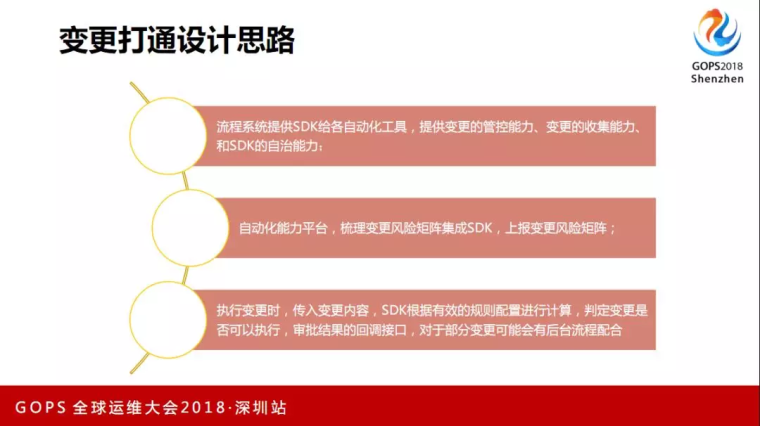 变更打通设计思路
GOPS2018
Shenzhen
流程系统提供SDK给各自动化工具，提供变更的管控能力、变更的收集能力、
和SDK的自治能力；
自动化能力平台，梳理变更风险矩阵集成SDK，上报变更风险矩阵；
执行变更时，传入变更内容，SDK根据有效的规则配置进行计算，判定变更是
否可以执行，审批结果的回调接口，对于部分变更可能会有后台流程配合
GOPS 全球运维大会2018·深圳站